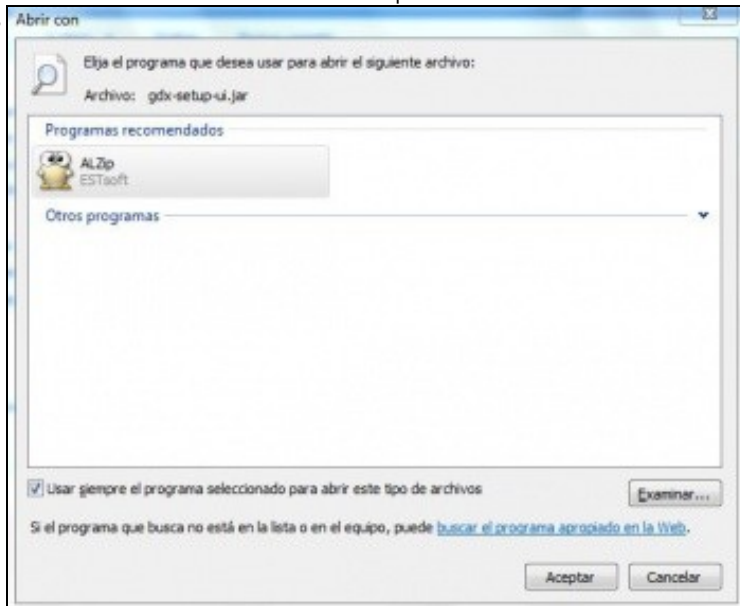 Abrir con
Elija el programa que desea usar para abrir el siguiente archivo:
Archivo: gdx-setup-ui.jar
Programas recomendados
ALZip
ESTsoft
Otros programas
Usar siempre el programa seleccionado para abrir este tipo de archivos
Examinar...
Si el programa que busca no está en la lista o en el equipo, puede buscar el programa apropiado en la Web.
Aceptar
Cancelar